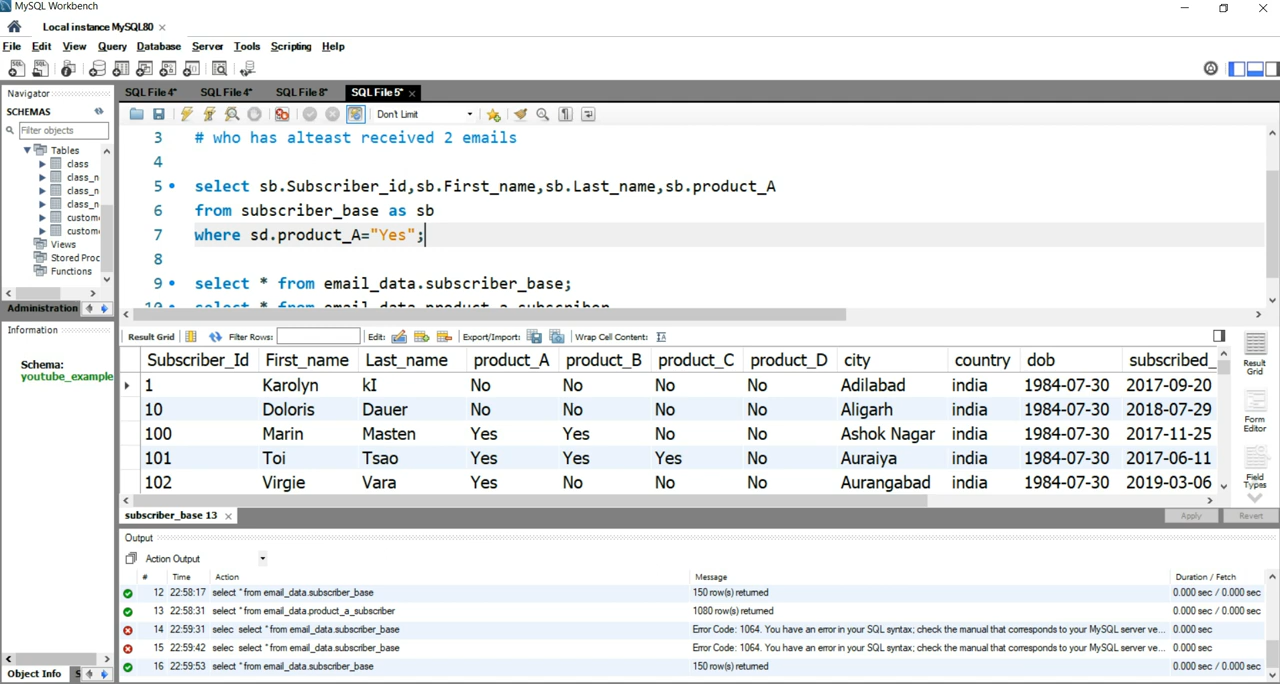 MySQL Workbench
Local instance MySQL80
File Edit View Query Database Server Tools Scripting Help
Navigator
SCHEMAS
Filter objects
Tables
class
class_n
class_n
class_n
custom
custom
Views
Stored Proc
Functions
Administration
Information
Schema:
youtube_example
Object Info S
SQL File 4* SQL File 4* SQL File 8* SQL File 5*
Don't Limit
3 # who has alteast received 2 emails
4
5 select sb.Subscriber_id,sb.First_name,sb.Last_name,sb.product_A
6 from subscriber_base as sb
7 where sd.product_A="Yes";
8
9 select * from email_data.subscriber_base;
10 select * from email_data.product_a_subscriber
Result Grid Filter Rows: Edit: Export/Import: Wrap Cell Content:
Subscriber_Id First_name Last_name product_A product_B product_C product_D city country dob subscribed_
1 Karolyn kI No No No No Adilabad india 1984-07-30 2017-09-20
10 Doloris Dauer No No No No Aligarh india 1984-07-30 2018-07-29
100 Marin Masten Yes Yes No No Ashok Nagar india 1984-07-30 2017-11-25
101 Toi Tsao Yes Yes Yes No Auraiya india 1984-07-30 2017-06-11
102 Virgie Vara Yes No No No Aurangabad india 1984-07-30 2019-03-06
Result Grid
Form Editor
Field Types
subscriber_base 13
Apply Revert
Output
Action Output
# Time Action Message Duration / Fetch
12 22:58:17 select * from email_data.subscriber_base 150 row(s) returned 0.000 sec / 0.000 sec
13 22:58:31 select * from email_data.product_a_subscriber 1080 row(s) returned 0.000 sec / 0.000 sec
14 22:59:31 selec select * from email_data.subscriber_base Error Code: 1064. You have an error in your SQL syntax; check the manual that corresponds to your MySQL server ve... 0.000 sec
15 22:59:42 selec select * from email_data.subscriber_base Error Code: 1064. You have an error in your SQL syntax; check the manual that corresponds to your MySQL server ve... 0.000 sec
16 22:59:53 select * from email_data.subscriber_base 150 row(s) returned 0.000 sec / 0.000 sec